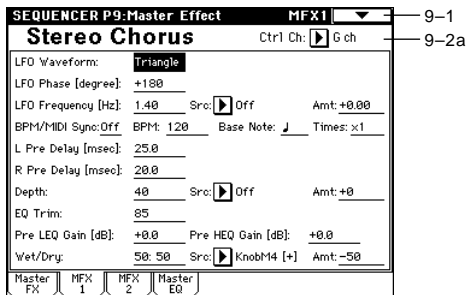 SEQUENCER P9:Master Effect MFX1
9–1
Stereo Chorus Ctrl Ch: G ch
9–2a
LFO Waveform: Triangle
LFO Phase [degree]: +180
LFO Frequency [Hz]: 1.40 Src: Off Amt: +0.00
BPM/MIDI Sync: Off BPM: 120 Base Note: ♩ Times: x1
L Pre Delay [msec]: 25.0
R Pre Delay [msec]: 20.0
Depth: 40 Src: Off Amt: +0
EQ Trim: 85
Pre LEQ Gain [dB]: +0.0 Pre HEQ Gain [dB]: +0.0
Wet/Dry: 50: 50 Src: KnobM4 [+] Amt: -50
Master FX MFX 1 MFX 2 Master EQ